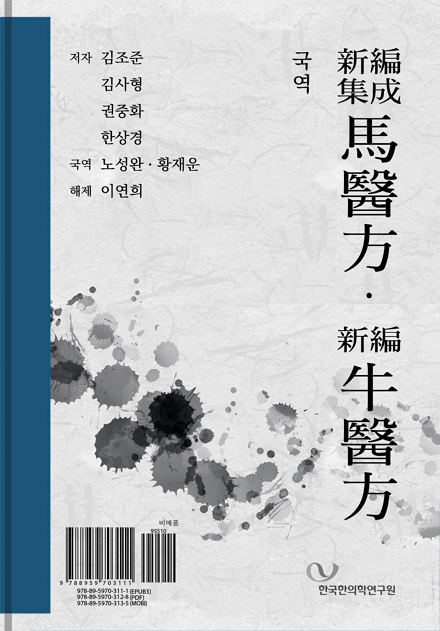 국역
新編
集成
馬醫方·
新編
牛醫方
저자 김조준
김사형
권중화
한상경
국역 노성완·황재운
해제 이연희
비매품
95510
9 788959 703111
978-89-5970-311-1 (EPUB3)
978-89-5970-312-8 (PDF)
978-89-5970-313-5 (MOBI)
한국한의학연구원